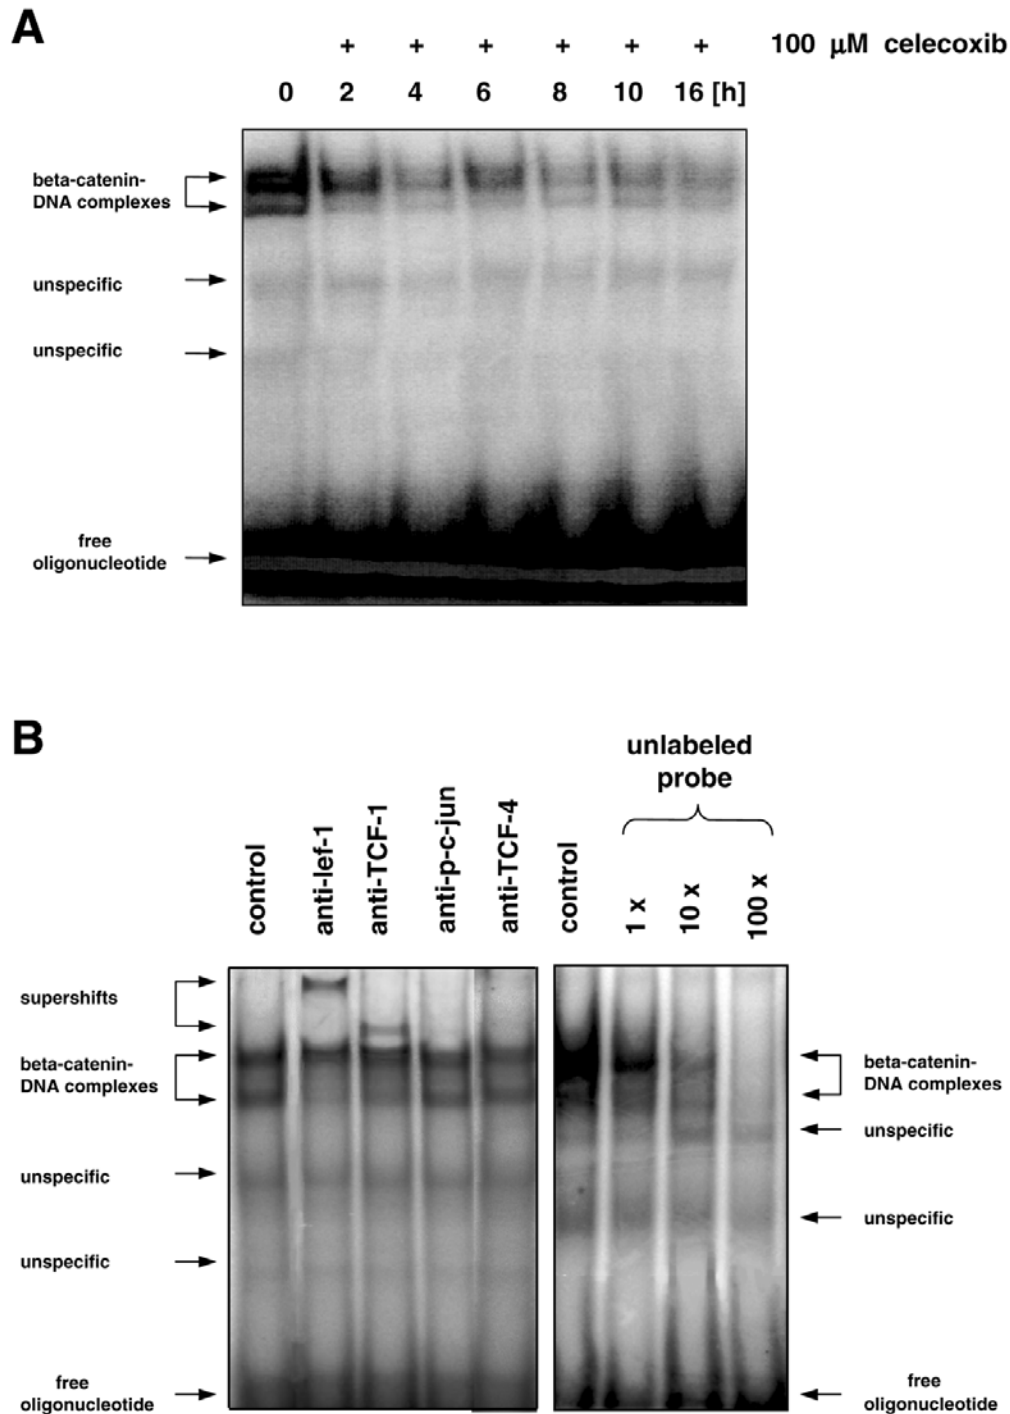 A
+ + + + + + 100 µM celecoxib
0 2 4 6 8 10 16 [h]
beta-catenin-
DNA complexes
unspecific
unspecific
free
oligonucleotide
B
unlabeled
probe
control
anti-lef-1
anti-TCF-1
anti-p-c-jun
anti-TCF-4
control
1 x
10 x
100 x
supershifts
beta-catenin-
DNA complexes
unspecific
unspecific
free
oligonucleotide
beta-catenin-
DNA complexes
unspecific
unspecific
free
oligonucleotide